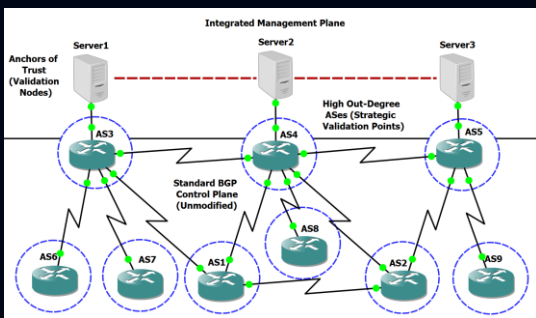 Integrated Management Plane
Anchors of
Trust
(Validation
Nodes)
Server1
Server2
Server3
High Out-Degree
ASes (Strategic
Validation Points)
AS3
AS4
AS5
Standard BGP
Control Plane
(Unmodified)
AS6
AS7
AS1
AS8
AS2
AS9